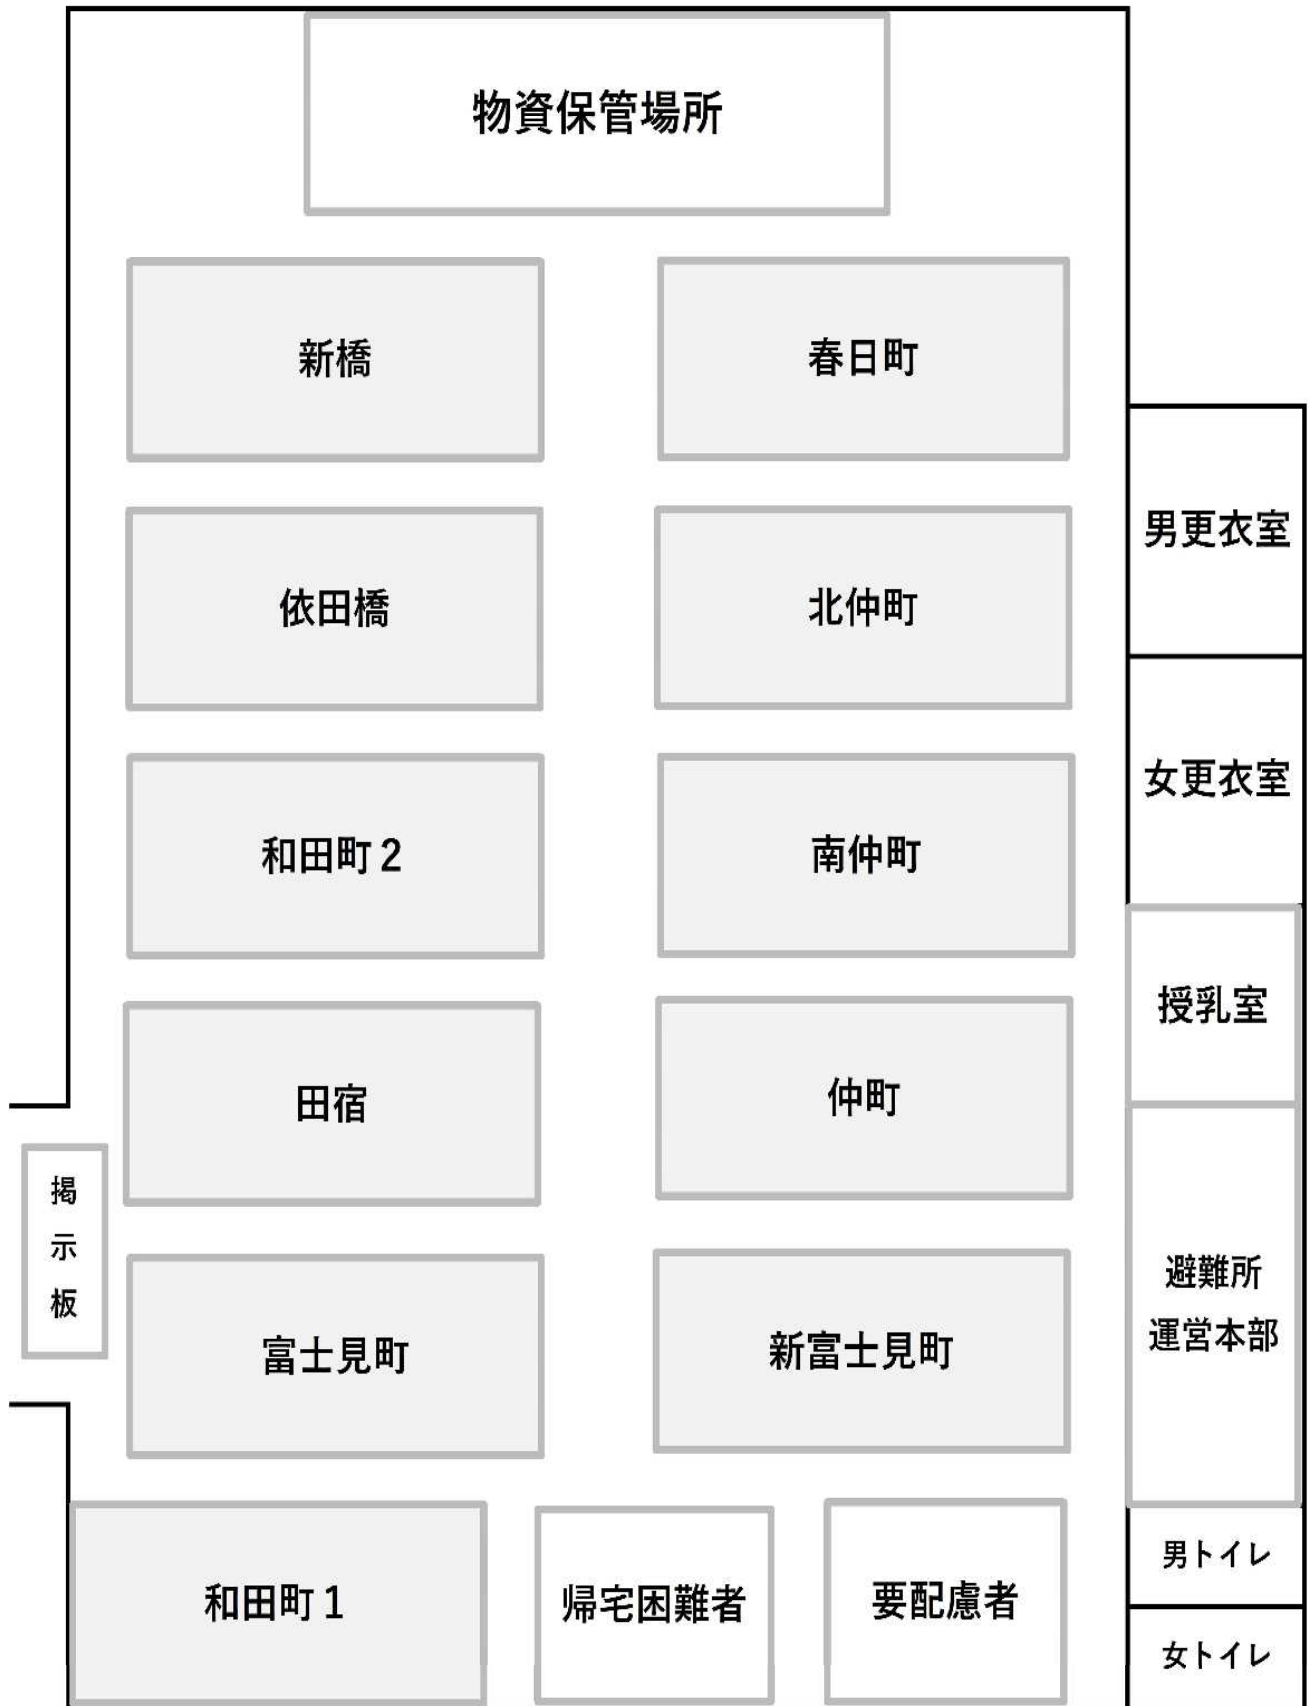 物資保管場所
新橋
春日町
依田橋
北仲町
男更衣室
和田町２
南仲町
女更衣室
授乳室
田宿
仲町
掲示板
富士見町
新富士見町
避難所
運営本部
和田町１
帰宅困難者
要配慮者
男トイレ
女トイレ